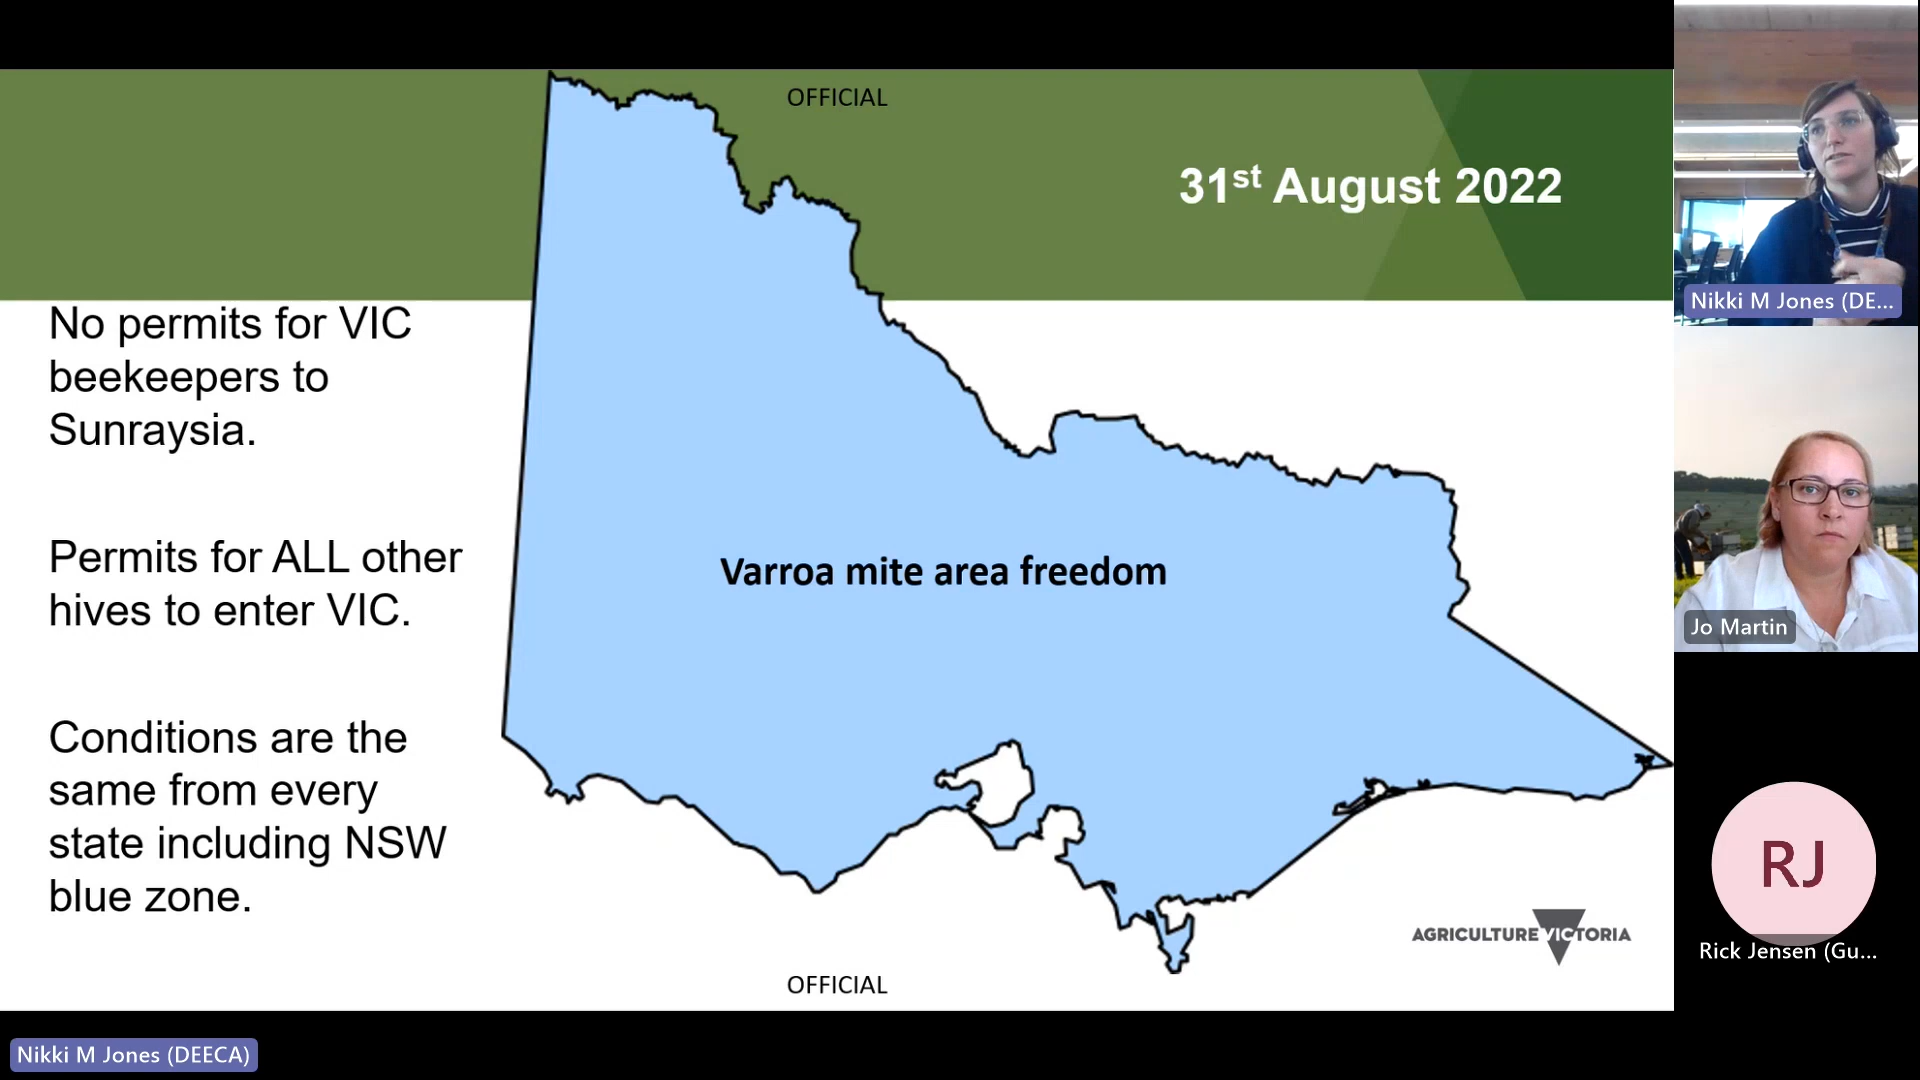 OFFICIAL
31st August 2022
No permits for VIC
beekeepers to
Sunraysia.
Permits for ALL other
hives to enter VIC.
Conditions are the
same from every
state including NSW
blue zone.
Varroa mite area freedom
AGRICULTURE VICTORIA
OFFICIAL
Nikki M Jones (DE...
Jo Martin
RJ
Rick Jensen (Gu...
Nikki M Jones (DEECA)